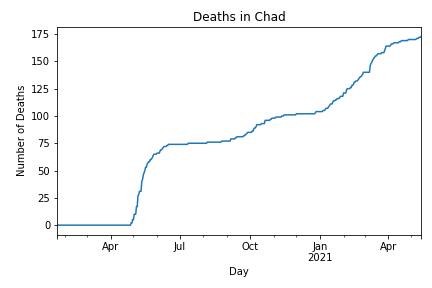 Deaths in Chad
175
150
125
100
75
50
25
0
Number of Deaths
Apr
Jul
Oct
Jan
2021
Apr
Day